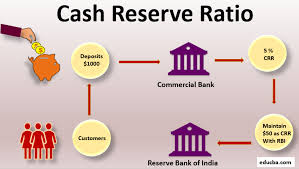 Cash Reserve Ratio
Deposits
$1000
Commercial Bank
5 %
CRR
Maintain
$50 as CRR
With RBI
Reserve Bank of India
Customers
educba.com